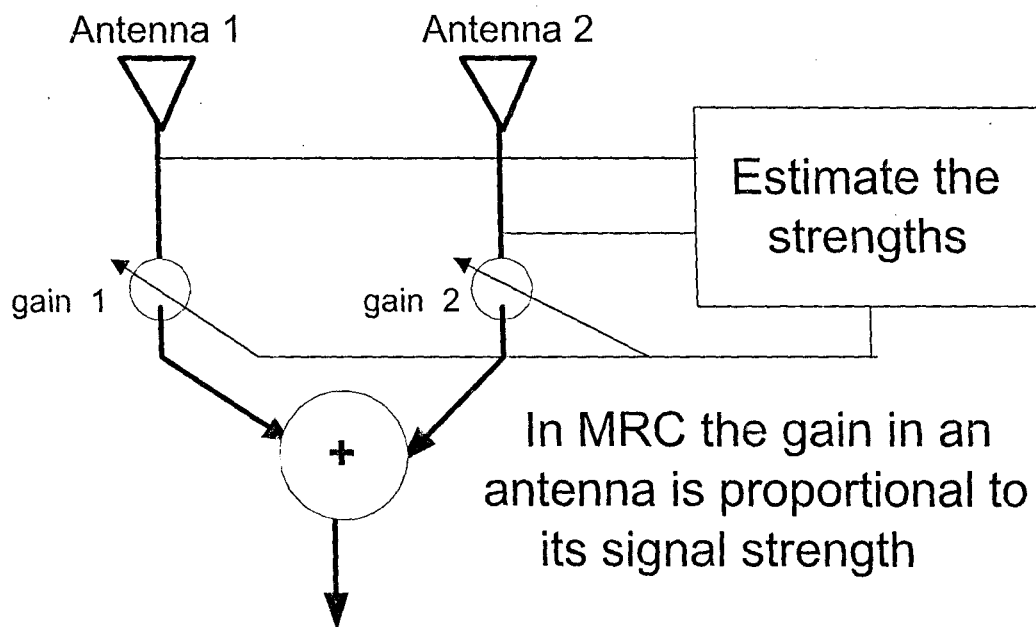 Antenna 1
Antenna 2
Estimate the
strengths
gain 1
gain 2
+
In MRC the gain in an
antenna is proportional to
its signal strength